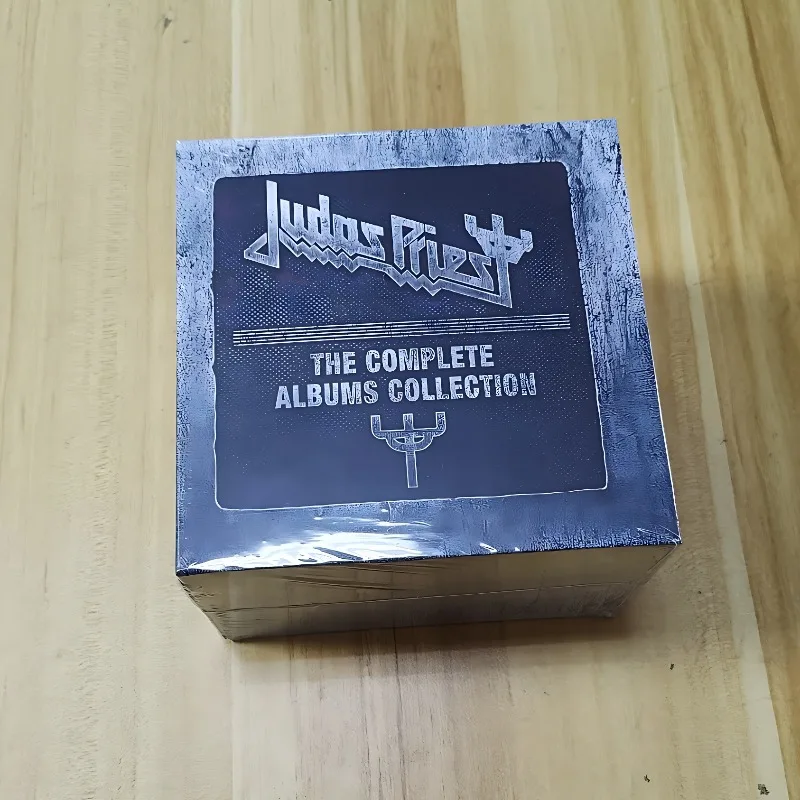 Judas Priest
THE COMPLETE
ALBUMS COLLECTION